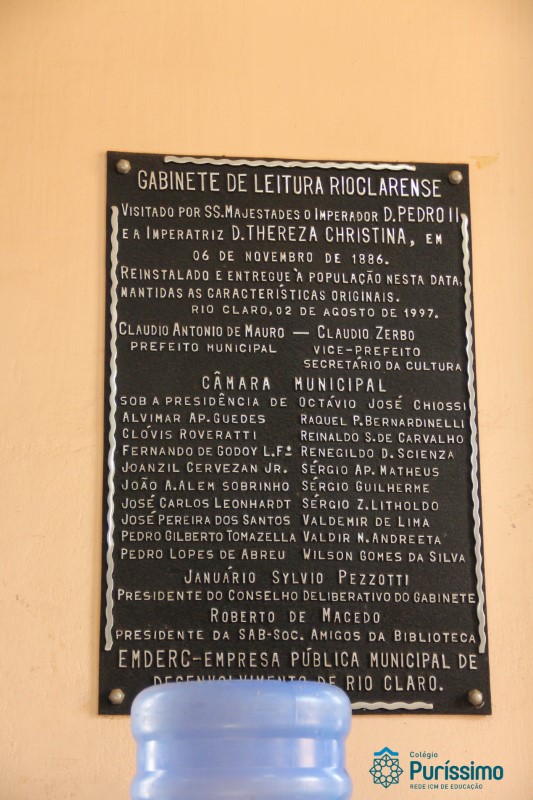 GABINETE DE LEITURA RIOCLARENSE
VISITADO POR SS. MAJESTADES O IMPERADOR D. PEDRO II
E A IMPERATRIZ D. THEREZA CHRISTINA, EM
06 DE NOVEMBRO DE 1886.
REINSTALADO E ENTREGUE À POPULAÇÃO NESTA DATA,
MANTIDAS AS CARACTERÍSTICAS ORIGINAIS.
RIO CLARO, 02 DE AGOSTO DE 1997.
CLAUDIO ANTONIO DE MAURO — CLAUDIO ZERBO
PREFEITO MUNICIPAL VICE-PREFEITO
SECRETÁRIO DA CULTURA
CÂMARA MUNICIPAL
SOB A PRESIDÊNCIA DE OCTÁVIO JOSÉ CHIOSSI
ALVIMAR AP. GUEDES RAQUEL P. BERNARDINELLI
CLÓVIS ROVERATTI REINALDO S. DE CARVALHO
FERNANDO DE GODOY L. Fº RENEGILDO D. SCIENZA
JOANZIL CERVEZAN JR. SÉRGIO AP. MATHEUS
JOÃO A. ALEM SOBRINHO SÉRGIO GUILHERME
JOSÉ CARLOS LEONHARDT SÉRGIO Z. LITHOLDO
JOSÉ PEREIRA DOS SANTOS VALDEMIR DE LIMA
PEDRO GILBERTO TOMAZELLA VALDIR N. ANDREETA
PEDRO LOPES DE ABREU WILSON GOMES DA SILVA
JANUÁRIO SYLVIO PEZZOTTI
PRESIDENTE DO CONSELHO DELIBERATIVO DO GABINETE
ROBERTO DE MACEDO
PRESIDENTE DA SAB-SOC. AMIGOS DA BIBLIOTECA
EMDERC-EMPRESA PÚBLICA MUNICIPAL DE
DESENVOLVIMENTO DE RIO CLARO.
Colégio
Puríssimo
REDE ICM DE EDUCAÇÃO